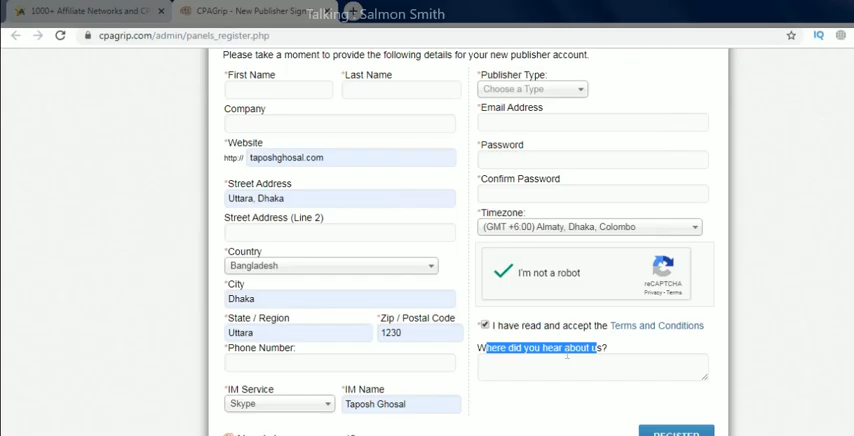 Talking : Salmon Smith
1000+ Affiliate Networks and CP
CPAGrip - New Publisher Sign
cpagrip.com/admin/panels_register.php
Please take a moment to provide the following details for your new publisher account.
*First Name
*Last Name
Company
*Website
http:// taposhghosal.com
*Street Address
Uttara, Dhaka
Street Address (Line 2)
*Country
Bangladesh
*City
Dhaka
*State / Region
*Zip / Postal Code
Uttara
1230
*Phone Number:
*IM Service
*IM Name
Skype
Taposh Ghosal
*Publisher Type:
Choose a Type
*Email Address
*Password
*Confirm Password
*Timezone:
(GMT +6.00) Almaty, Dhaka, Colombo
I'm not a robot
reCAPTCHA
Privacy - Terms
* I have read and accept the Terms and Conditions
Where did you hear about us?
REGISTER